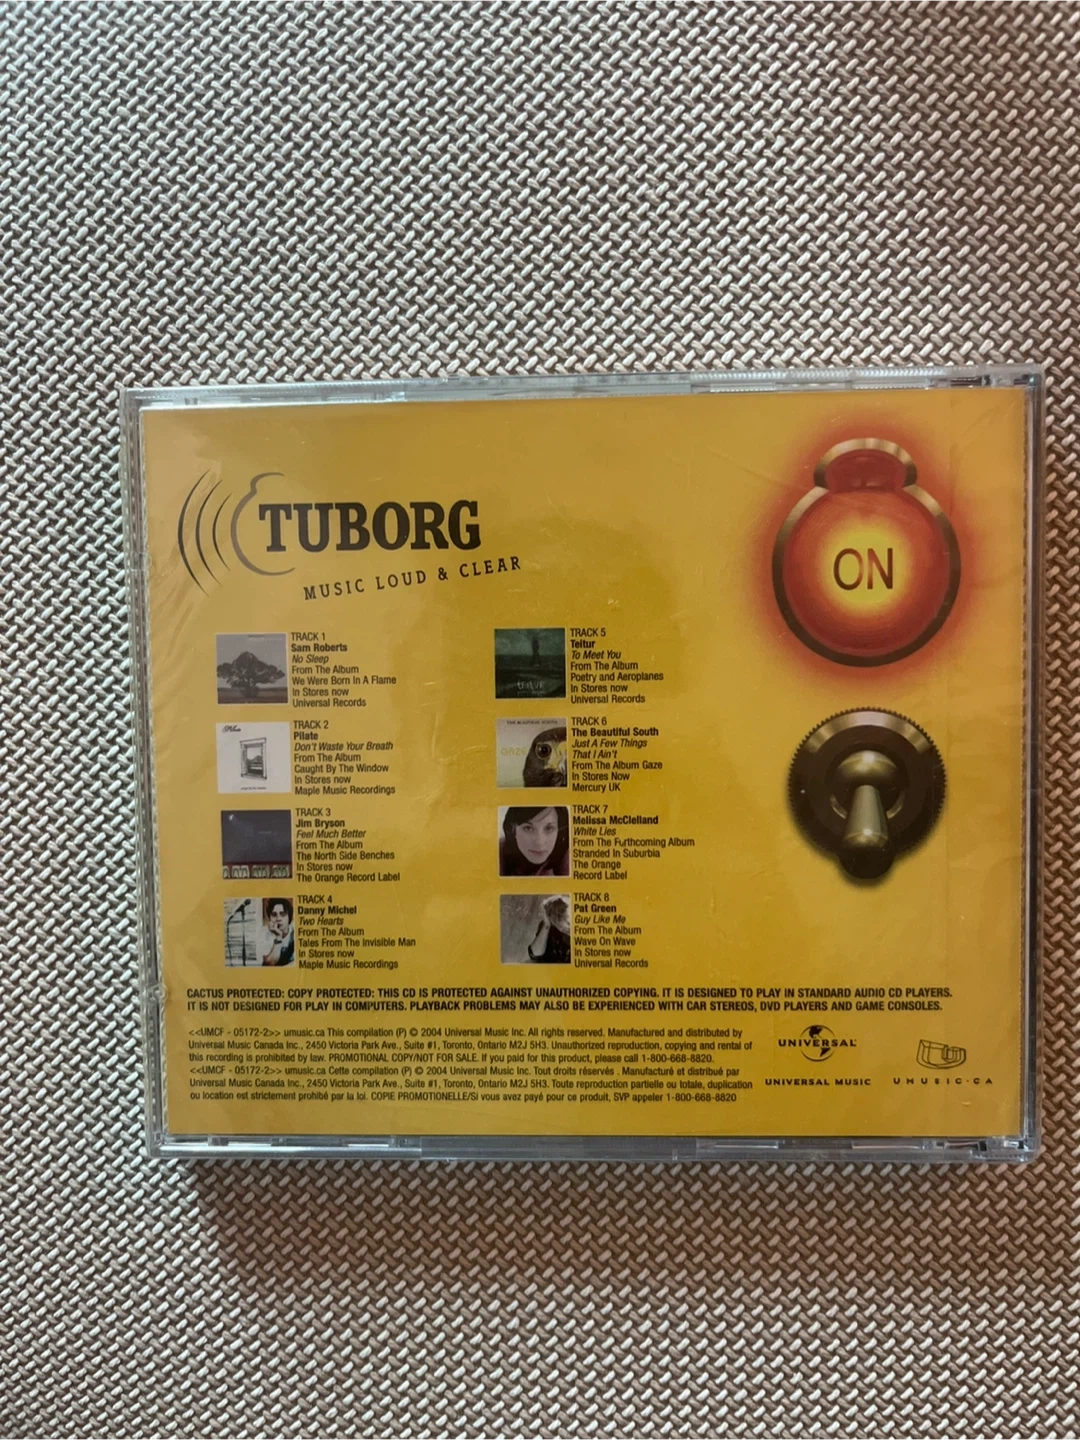 TUBORG
MUSIC LOUD & CLEAR
ON
TRACK 1
Sam Roberts
No Sleep
From The Album
We Were Born In A Flame
In Stores now
Universal Records
TRACK 2
Pilate
Don't Waste Your Breath
From The Album
Caught By The Window
In Stores now
Maple Music Recordings
TRACK 3
Jim Bryson
Feel Much Better
From The Album
The North Side Benches
In Stores now
The Orange Record Label
TRACK 4
Danny Michel
Two Hearts
From The Album
Tales From The Invisible Man
In Stores now
Maple Music Recordings
TRACK 5
Teitur
To Meet You
From The Album
Poetry and Aeroplanes
In Stores now
Universal Records
TRACK 6
The Beautiful South
Just A Few Things
That I Ain't
From The Album Gaze
In Stores Now
Mercury UK
THE BEAUTIFUL SOUTH
gaze
TRACK 7
Melissa McClelland
White Lies
From The Furthcoming Album
Stranded In Suburbia
The Orange
Record Label
TRACK 8
Pat Green
Guy Like Me
From The Album
Wave On Wave
In Stores now
Universal Records
CACTUS PROTECTED: COPY PROTECTED: THIS CD IS PROTECTED AGAINST UNAUTHORIZED COPYING. IT IS DESIGNED TO PLAY IN STANDARD AUDIO CD PLAYERS.
IT IS NOT DESIGNED FOR PLAY IN COMPUTERS. PLAYBACK PROBLEMS MAY ALSO BE EXPERIENCED WITH CAR STEREOS, DVD PLAYERS AND GAME CONSOLES.
<<UMCF - 05172-2>> umusic.ca This compilation (P) © 2004 Universal Music Inc. All rights reserved. Manufactured and distributed by
Universal Music Canada Inc., 2450 Victoria Park Ave., Suite #1, Toronto, Ontario M2J 5H3. Unauthorized reproduction, copying and rental of
this recording is prohibited by law. PROMOTIONAL COPY/NOT FOR SALE. If you paid for this product, please call 1-800-668-8820.
<<UMCF - 05172-2>> umusic.ca Cette compilation (P) © 2004 Universal Music Inc. Tout droits réservés . Manufacturé et distribué par
Universal Music Canada Inc., 2450 Victoria Park Ave., Suite #1, Toronto, Ontario M2J 5H3. Toute reproduction partielle ou totale, duplication
ou location est strictement prohibé par la loi. COPIE PROMOTIONELLE/Si vous avez payé pour ce produit, SVP appeler 1-800-668-8820
UNIVERSAL
UNIVERSAL MUSIC
UMUSIC.CA